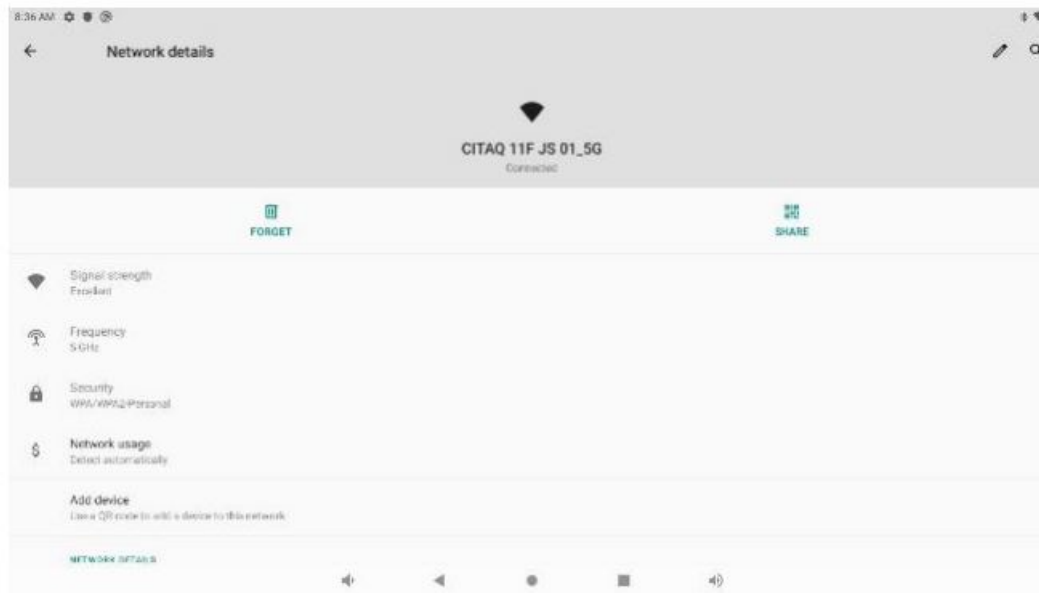 8:36 AM
Network details
CITAQ 11F JS 01_5G
Connected
FORGET
SHARE
Signal strength
Excellent
Frequency
5 GHz
Security
WPA/WPA2-Personal
Network usage
Detect automatically
Add device
Use a QR code to add a device to this network
NETWORK DETAILS